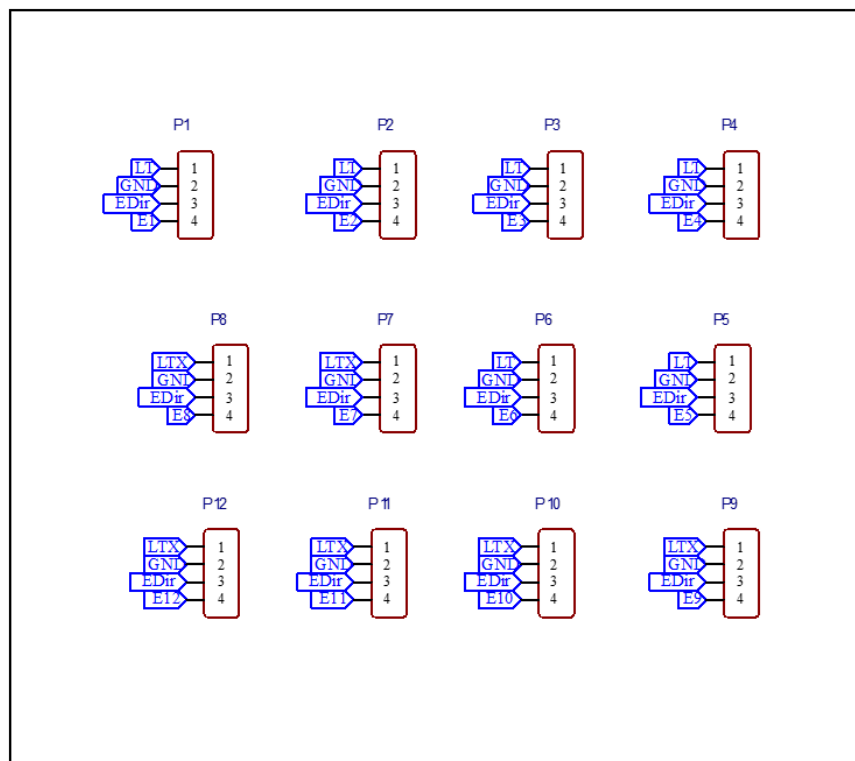 P1 P2 P3 P4
LT 1 LT 1 LT 1 LT 1
GND 2 GND 2 GND 2 GND 2
EDir 3 EDir 3 EDir 3 EDir 3
E1 4 E2 4 E3 4 E4 4
P8 P7 P6 P5
LTX 1 LTX 1 LT 1 LT 1
GND 2 GND 2 GND 2 GND 2
EDir 3 EDir 3 EDir 3 EDir 3
E8 4 E7 4 E6 4 E5 4
P12 P11 P10 P9
LTX 1 LTX 1 LTX 1 LTX 1
GND 2 GND 2 GND 2 GND 2
EDir 3 EDir 3 EDir 3 EDir 3
E12 4 E11 4 E10 4 E9 4